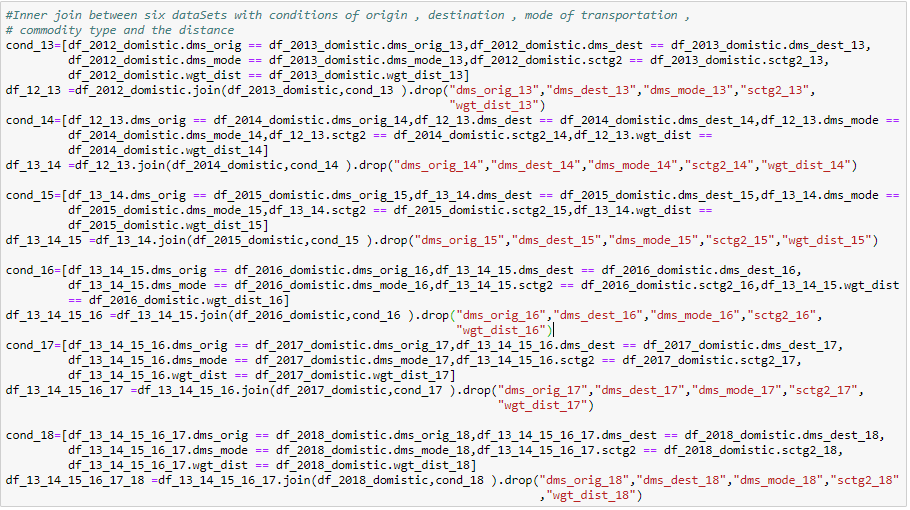 #Inner join between six dataSets with conditions of origin , destination , mode of transportation ,
# commodity type and the distance
cond_13=[df_2012_domistic.dms_orig == df_2013_domistic.dms_orig_13,df_2012_domistic.dms_dest == df_2013_domistic.dms_dest_13,
df_2012_domistic.dms_mode == df_2013_domistic.dms_mode_13,df_2012_domistic.sctg2 == df_2013_domistic.sctg2_13,
df_2012_domistic.wgt_dist == df_2013_domistic.wgt_dist_13]
df_12_13 =df_2012_domistic.join(df_2013_domistic,cond_13 ).drop("dms_orig_13","dms_dest_13","dms_mode_13","sctg2_13",
"wgt_dist_13")
cond_14=[df_12_13.dms_orig == df_2014_domistic.dms_orig_14,df_12_13.dms_dest == df_2014_domistic.dms_dest_14,df_12_13.dms_mode ==
df_2014_domistic.dms_mode_14,df_12_13.sctg2 == df_2014_domistic.sctg2_14,df_12_13.wgt_dist ==
df_2014_domistic.wgt_dist_14]
df_13_14 =df_12_13.join(df_2014_domistic,cond_14 ).drop("dms_orig_14","dms_dest_14","dms_mode_14","sctg2_14","wgt_dist_14")
cond_15=[df_13_14.dms_orig == df_2015_domistic.dms_orig_15,df_13_14.dms_dest == df_2015_domistic.dms_dest_15,df_13_14.dms_mode ==
df_2015_domistic.dms_mode_15,df_13_14.sctg2 == df_2015_domistic.sctg2_15,df_13_14.wgt_dist ==
df_2015_domistic.wgt_dist_15]
df_13_14_15 =df_13_14.join(df_2015_domistic,cond_15 ).drop("dms_orig_15","dms_dest_15","dms_mode_15","sctg2_15","wgt_dist_15")
cond_16=[df_13_14_15.dms_orig == df_2016_domistic.dms_orig_16,df_13_14_15.dms_dest == df_2016_domistic.dms_dest_16,
df_13_14_15.dms_mode == df_2016_domistic.dms_mode_16,df_13_14_15.sctg2 == df_2016_domistic.sctg2_16,df_13_14_15.wgt_dist
== df_2016_domistic.wgt_dist_16]
df_13_14_15_16 =df_13_14_15.join(df_2016_domistic,cond_16 ).drop("dms_orig_16","dms_dest_16","dms_mode_16","sctg2_16",
"wgt_dist_16")
cond_17=[df_13_14_15_16.dms_orig == df_2017_domistic.dms_orig_17,df_13_14_15_16.dms_dest == df_2017_domistic.dms_dest_17,
df_13_14_15_16.dms_mode == df_2017_domistic.dms_mode_17,df_13_14_15_16.sctg2 == df_2017_domistic.sctg2_17,
df_13_14_15_16.wgt_dist == df_2017_domistic.wgt_dist_17]
df_13_14_15_16_17 =df_13_14_15_16.join(df_2017_domistic,cond_17 ).drop("dms_orig_17","dms_dest_17","dms_mode_17","sctg2_17",
"wgt_dist_17")
cond_18=[df_13_14_15_16_17.dms_orig == df_2018_domistic.dms_orig_18,df_13_14_15_16_17.dms_dest == df_2018_domistic.dms_dest_18,
df_13_14_15_16_17.dms_mode == df_2018_domistic.dms_mode_18,df_13_14_15_16_17.sctg2 == df_2018_domistic.sctg2_18,
df_13_14_15_16_17.wgt_dist == df_2018_domistic.wgt_dist_18]
df_13_14_15_16_17_18 =df_13_14_15_16_17.join(df_2018_domistic,cond_18 ).drop("dms_orig_18","dms_dest_18","dms_mode_18","sctg2_18"
,"wgt_dist_18")